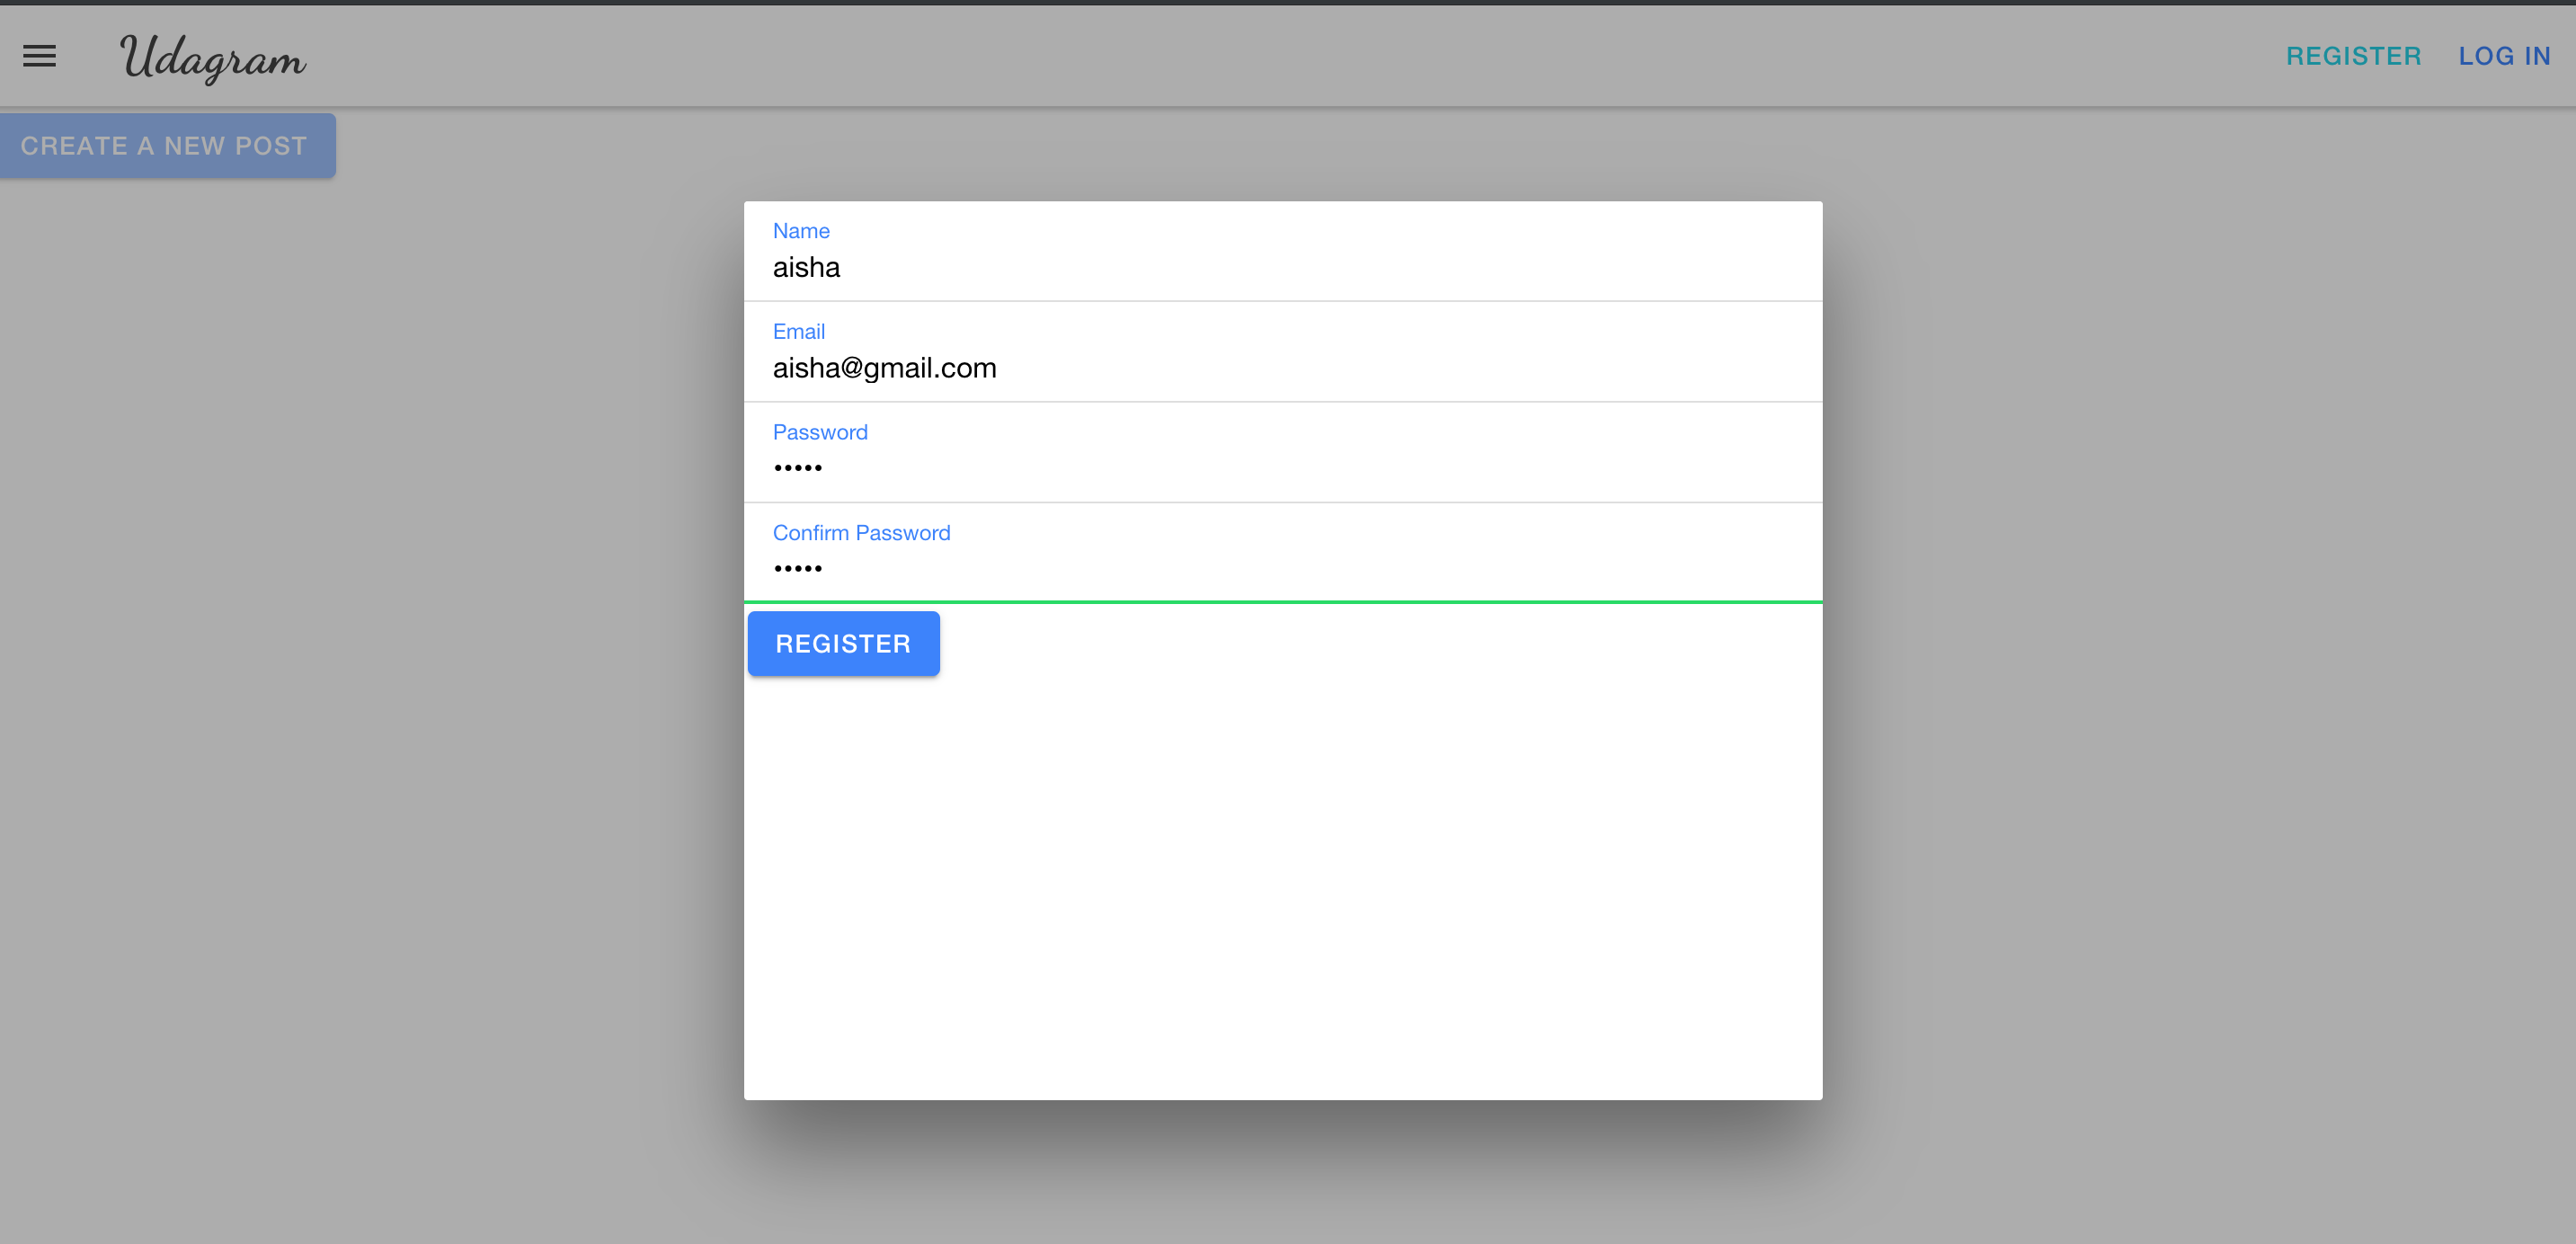 Udagram
REGISTER LOG IN
CREATE A NEW POST
Name
aisha
Email
aisha@gmail.com
Password
•••••
Confirm Password
•••••
REGISTER